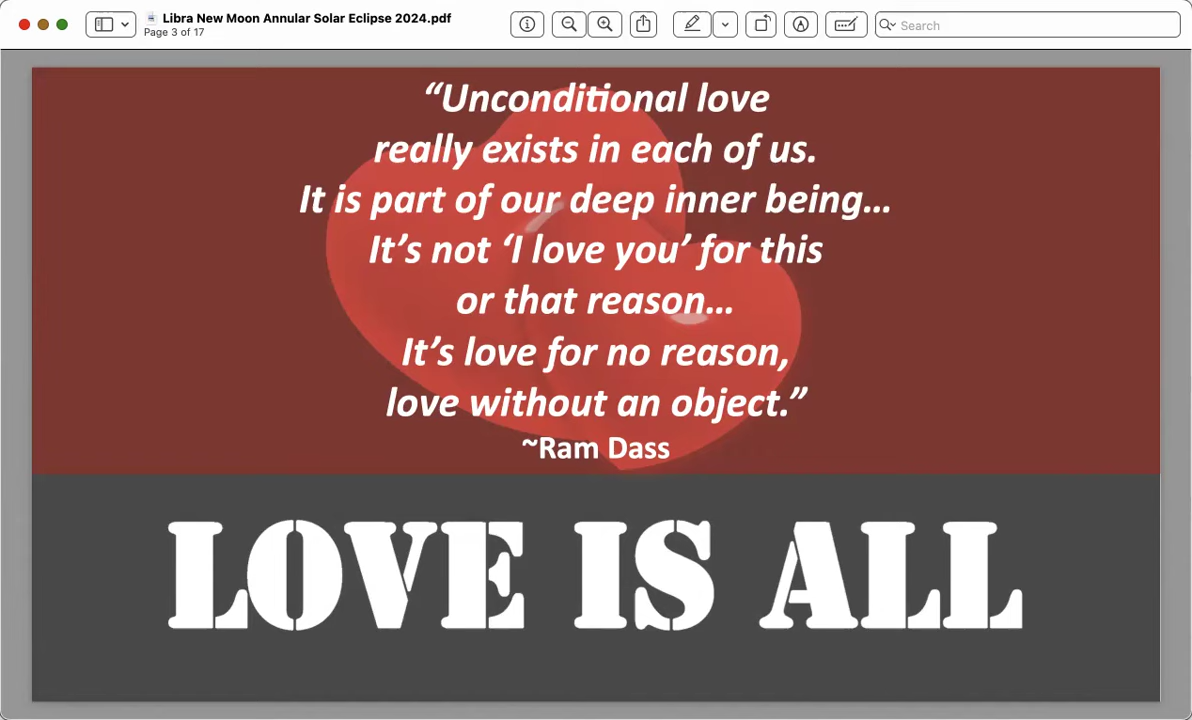 Libra New Moon Annular Solar Eclipse 2024.pdf
Page 3 of 17
Search
“Unconditional love
really exists in each of us.
It is part of our deep inner being…
It’s not ‘I love you’ for this
or that reason…
It’s love for no reason,
love without an object.”
~Ram Dass
LOVE IS ALL